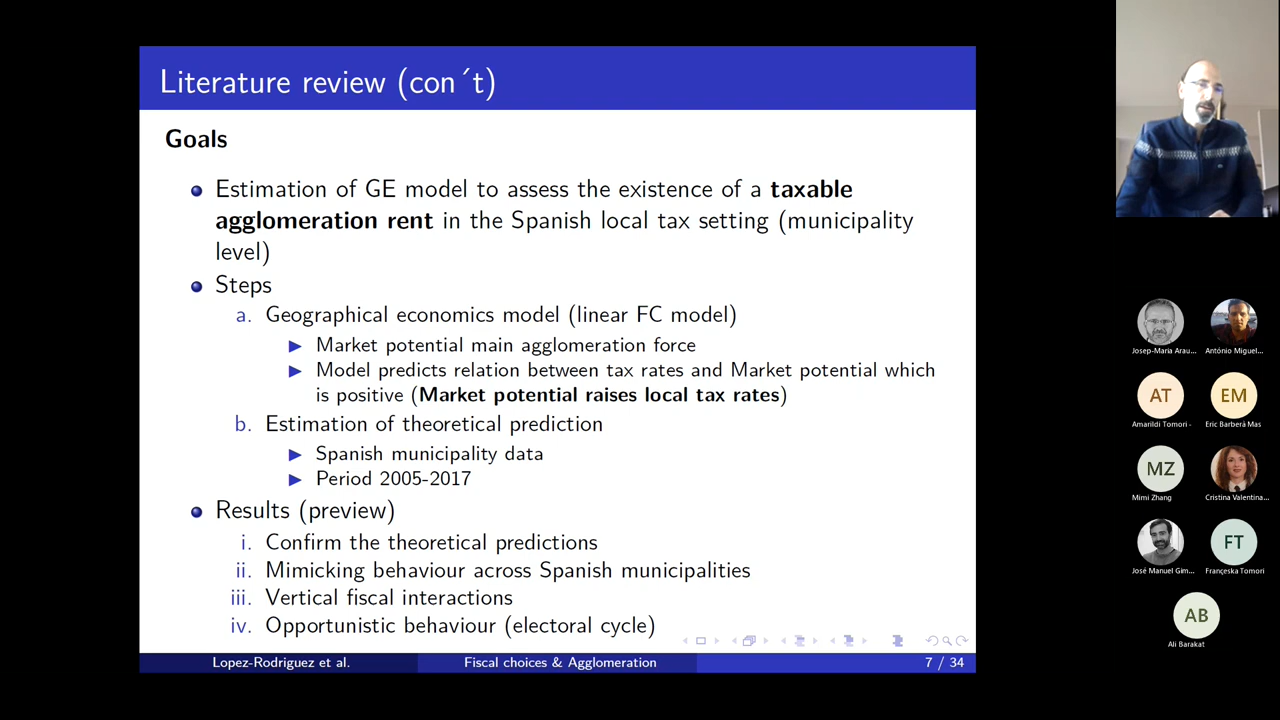 Literature review (con´t)
Goals
Estimation of GE model to assess the existence of a taxable
agglomeration rent in the Spanish local tax setting (municipality
level)
Steps
a. Geographical economics model (linear FC model)
Market potential main agglomeration force
Model predicts relation between tax rates and Market potential which
is positive (Market potential raises local tax rates)
b. Estimation of theoretical prediction
Spanish municipality data
Period 2005-2017
Results (preview)
i. Confirm the theoretical predictions
ii. Mimicking behaviour across Spanish municipalities
iii. Vertical fiscal interactions
iv. Opportunistic behaviour (electoral cycle)
Lopez-Rodriguez et al.
Fiscal choices & Agglomeration
7 / 34
Josep-Maria Arau...
António Miguel...
AT
EM
Amarildi Tomori -
Eric Barberá Mas
MZ
Mimi Zhang
Cristina Valentina...
FT
José Manuel Gim...
Françeska Tomori
AB
Ali Barakat